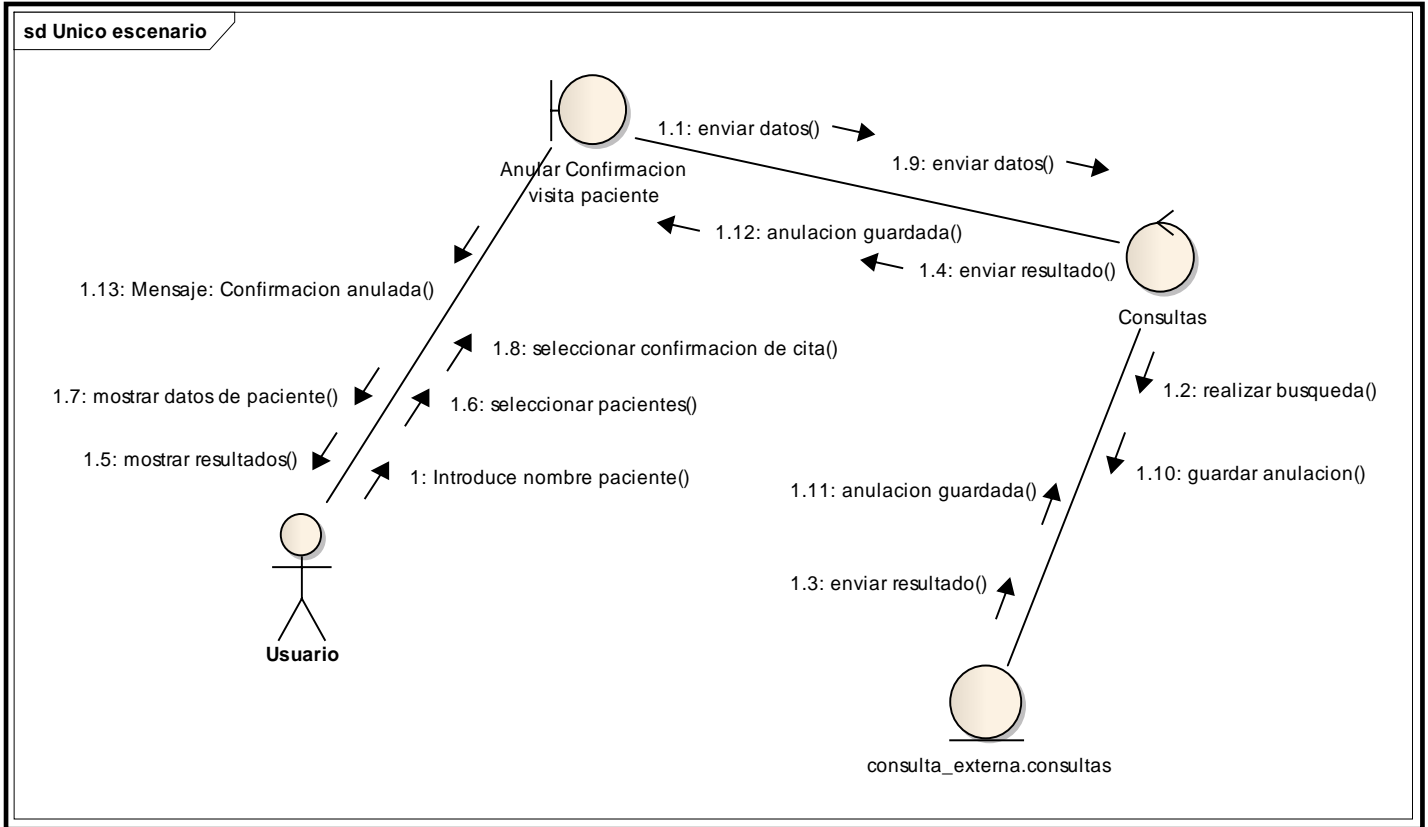 sd Unico escenario
1.1: enviar datos()
1.9: enviar datos()
Anular Confirmacion
visita paciente
1.12: anulacion guardada()
1.4: enviar resultado()
Consultas
1.13: Mensaje: Confirmacion anulada()
1.8: seleccionar confirmacion de cita()
1.7: mostrar datos de paciente()
1.6: seleccionar pacientes()
1.5: mostrar resultados()
1: Introduce nombre paciente()
1.2: realizar busqueda()
1.10: guardar anulacion()
1.11: anulacion guardada()
1.3: enviar resultado()
Usuario
consulta_externa.consultas